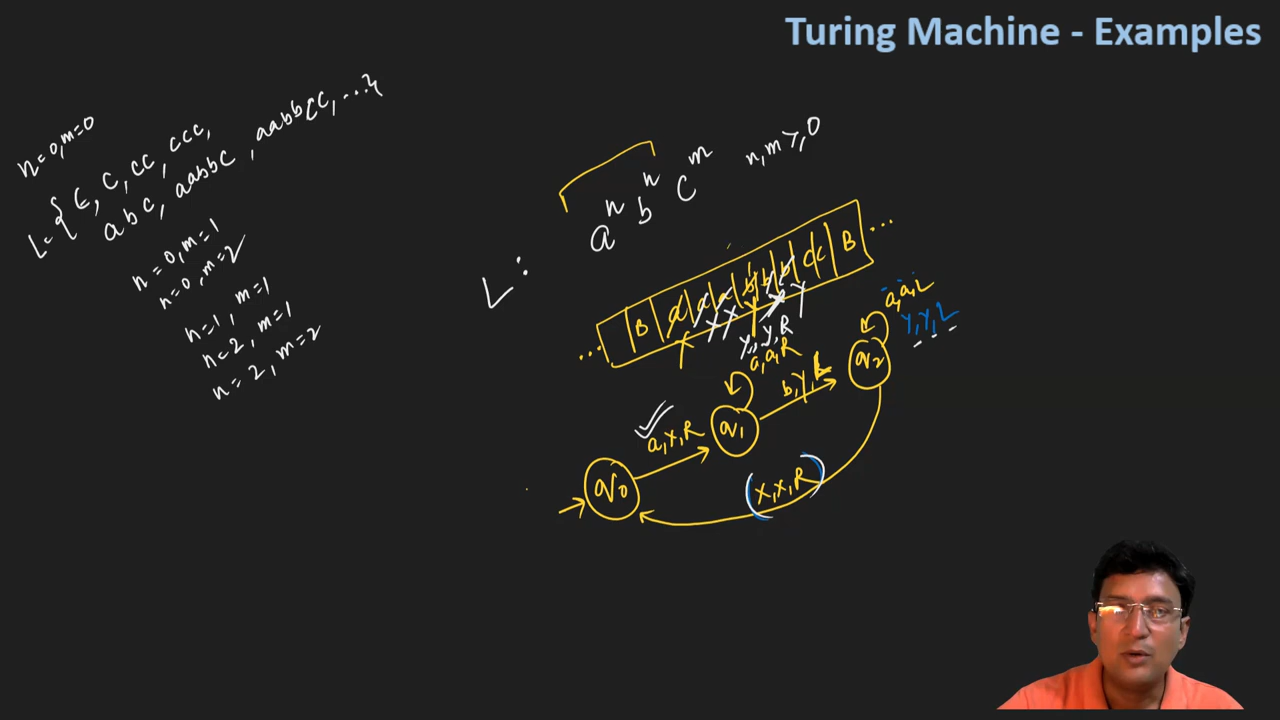 Turing Machine - Examples
n=0, m=0
L= { ϵ, c, cc, ccc,
abc, aabbc, aabbcc, ...}
n=0, m=1
n=0, m=2
n=1, m=1
n=2, m=1
n=2, m=2
L: aⁿ bⁿ cᵐ n,m ≥ 0
... B a a a b b b c c B ...
X X X Y Y Y
Y, Y, R
a, a, R
a, a, L
Y, Y, L
a, X, R
b, Y, L
X, X, R
q₀
q₁
q₂